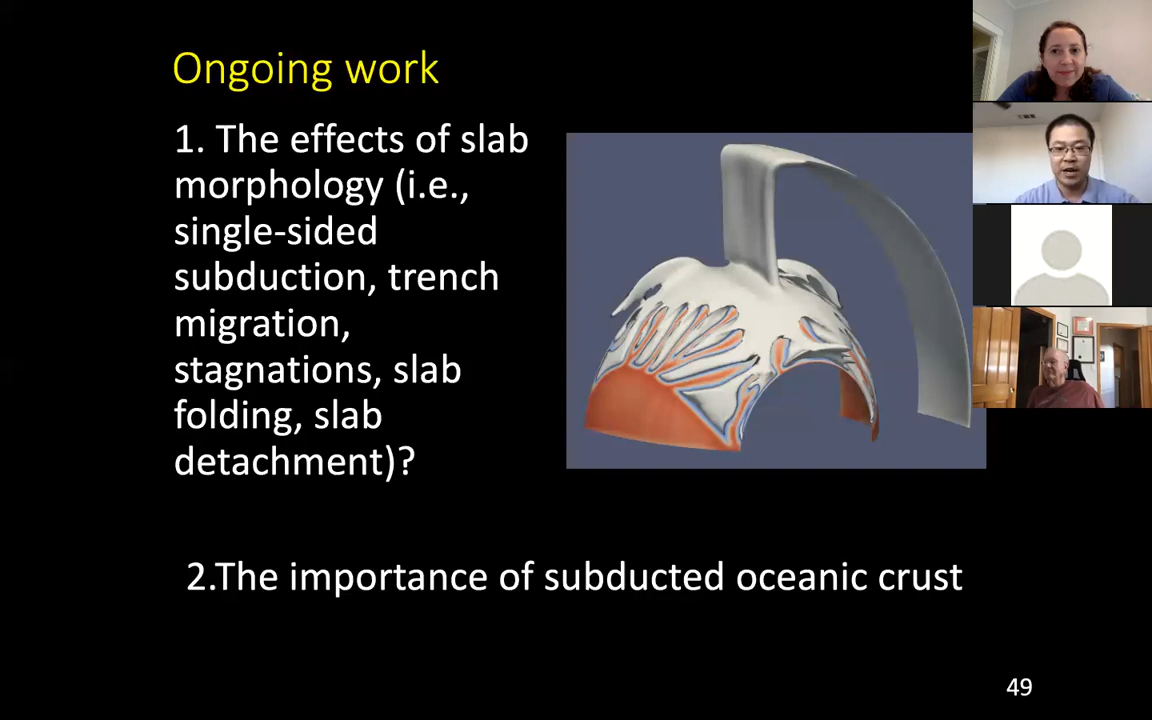 Ongoing work
1. The effects of slab
morphology (i.e.,
single-sided
subduction, trench
migration,
stagnations, slab
folding, slab
detachment)?
2.The importance of subducted oceanic crust
49